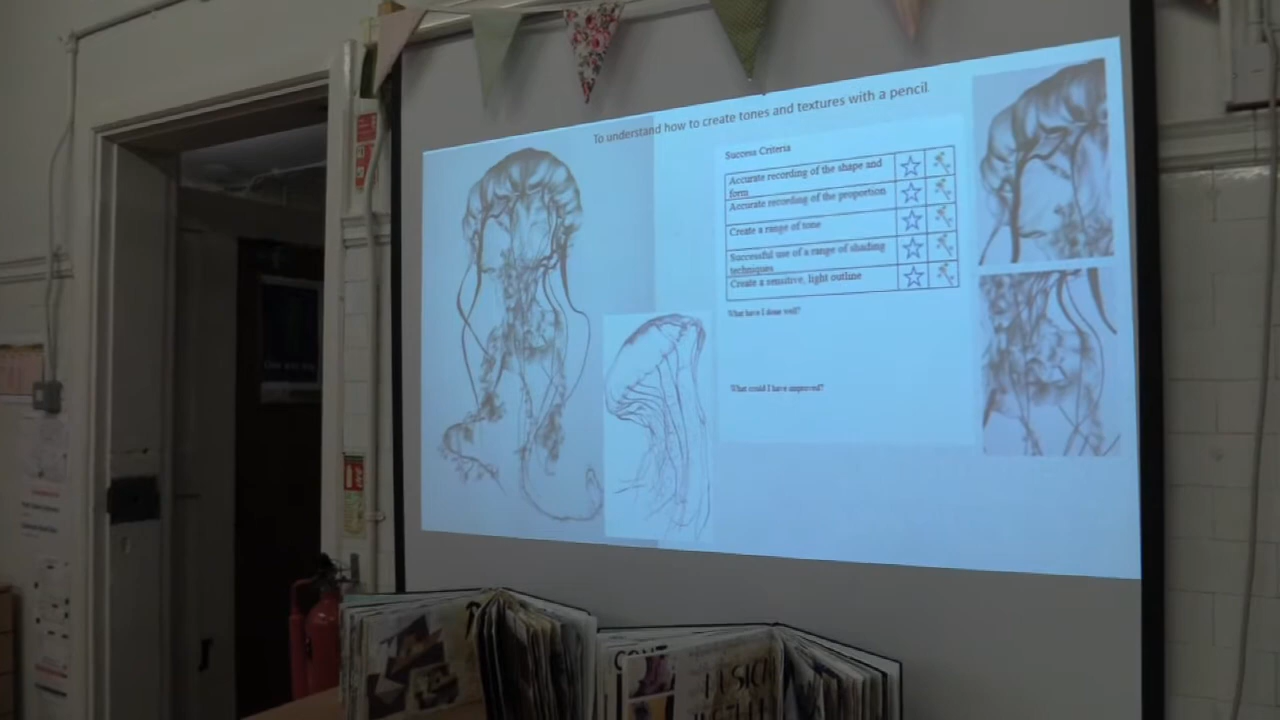 To understand how to create tones and textures with a pencil.
Success Criteria
Accurate recording of the shape and
form
Accurate recording of the proportion
Create a range of tone
Successful use of a range of shading
techniques
Create a sensitive, light outline
What have I done well?
What could I have improved?